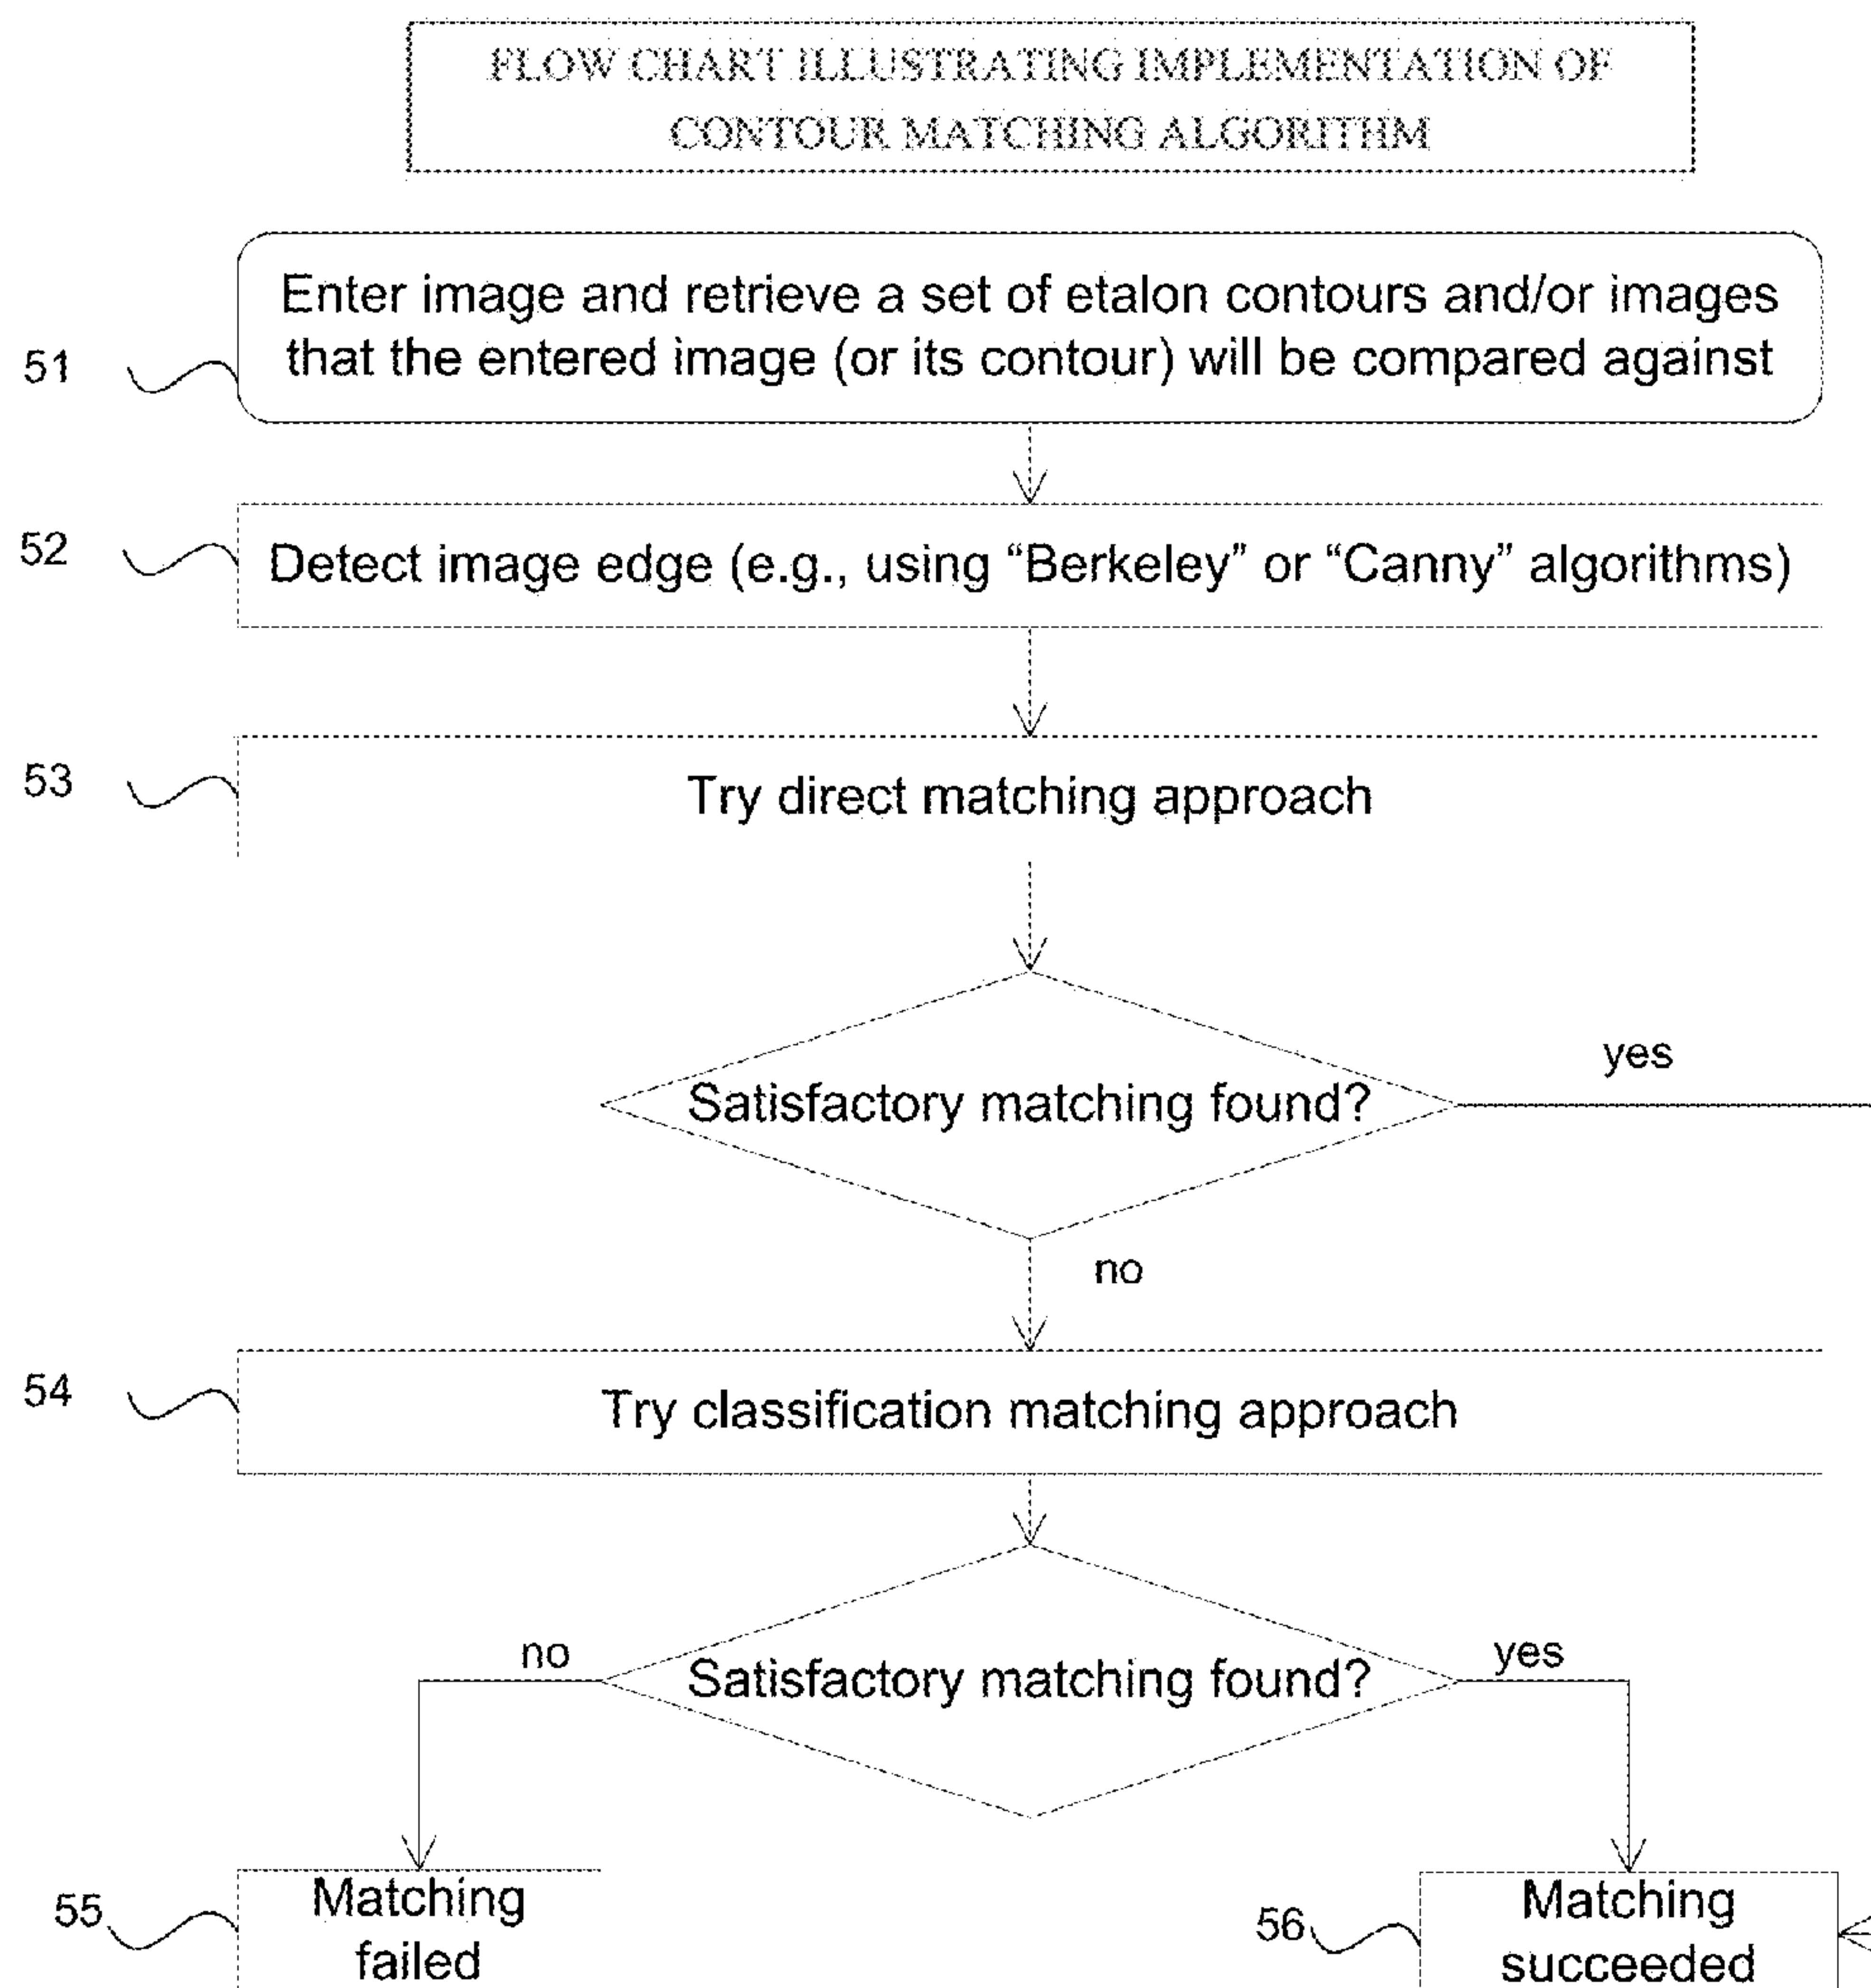 FLOW CHART ILLUSTRATING IMPLEMENTATION OF
CONTOUR MATCHING ALGORITHM
Enter image and retrieve a set of etalon contours and/or images
that the entered image (or its contour) will be compared against
51
52
Detect image edge (e.g., using “Berkeley” or “Canny” algorithms)
53
Try direct matching approach
yes
Satisfactory matching found?
no
54
Try classification matching approach
no
Satisfactory matching found?
yes
55
Matching
failed
56
Matching
succeeded